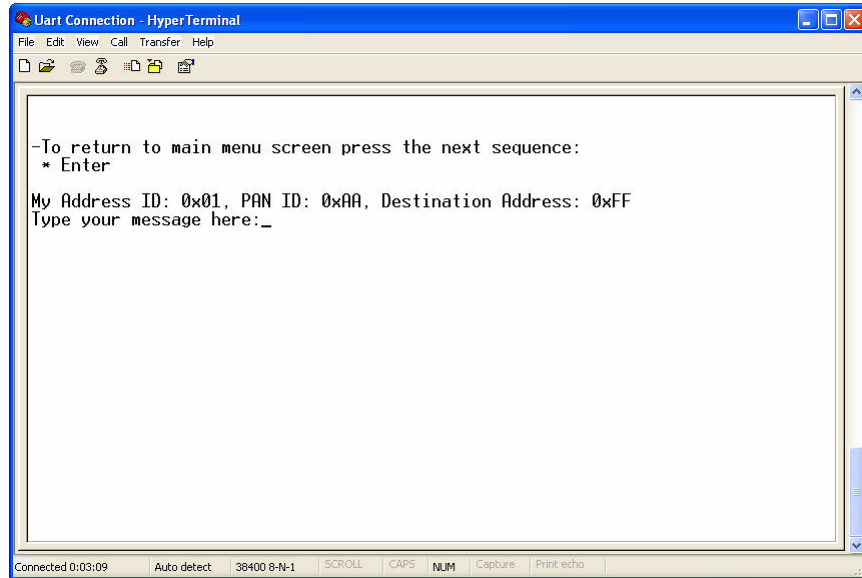 Uart Connection - HyperTerminal
File Edit View Call Transfer Help
-To return to main menu screen press the next sequence:
* Enter
My Address ID: 0x01, PAN ID: 0xAA, Destination Address: 0xFF
Type your message here:_
Connected 0:03:09 Auto detect 38400 8-N-1 SCROLL CAPS NUM Capture Print echo